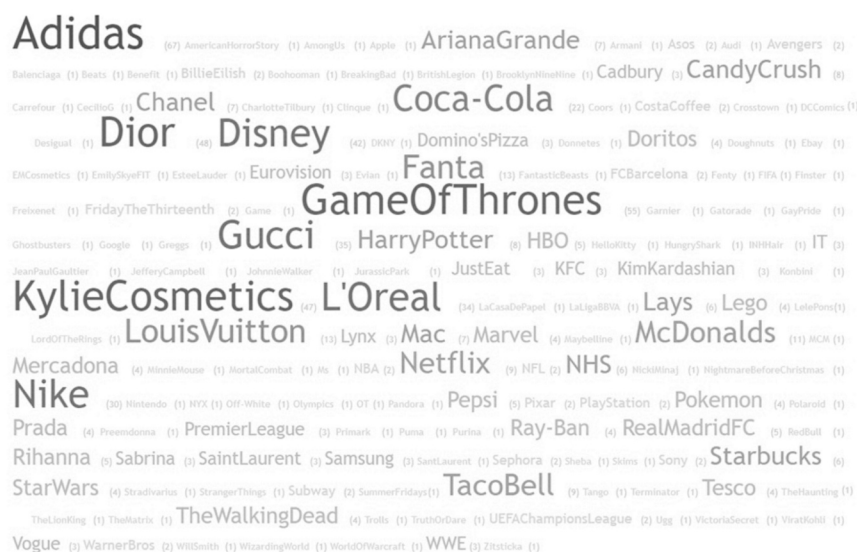 Adidas (67) AmericanHorrorStory (1) AmongUs (1) Apple (1) ArianaGrande (7) Armani (1) Asos (2) Audi (1) Avengers (2)
Balenciaga (1) Beats (1) Benefit (1) BillieEilish (2) Boohooman (1) BreakingBad (1) BritishLegion (1) BrooklynNineNine (1) Cadbury (3) CandyCrush (8)
Carrefour (1) CecilloG (1) Chanel (7) CharlotteTilbury (1) Clinque (1) Coca-Cola (22) Coors (1) CostaCoffee (2) Crosstown (1) DCComics (1)
Desigual (1) Dior (48) Disney (42) DKNY (1) Domino'sPizza (3) Donnetes (1) Doritos (4) Doughnuts (1) Ebay (1)
EMCosmetics (1) EmilySkyeFIT (1) EsteeLauder (1) Eurovision (3) Evian (1) Fanta (13) FantasticBeasts (1) FCBarcelona (2) Fenty (1) FIFA (1) Finster (1)
Freixenet (1) FridayTheThirteenth (2) Game (1) GameOfThrones (55) Garnier (1) Gatorade (1) GayPride (1)
Ghostbusters (1) Google (1) Greggs (1) Gucci (35) HarryPotter (8) HBO (5) HelloKitty (1) HungryShark (1) INHHair (1) IT (3)
JeanPaulGaultier (1) JefferyCampbell (1) JohnnieWalker (1) JurassicPark (1) JustEat (3) KFC (3) KimKardashian (3) Konbini (1)
KylieCosmetics (47) L'Oreal (34) LaCasaDePapel (1) LaLigaBBVA (1) Lays (6) Lego (4) LelePons (1)
LordOfTheRings (1) LouisVuitton (13) Lynx (3) Mac (7) Marvel (4) Maybelline (1) McDonalds (11) MCM (1)
Mercadona (4) MinnieMouse (1) MortalCombat (1) Ms (1) NBA (2) Netflix (9) NFL (2) NHS (6) NickiMinaj (1) NightmareBeforeChristmas (1)
Nike (30) Nintendo (1) NYX (1) Off-White (1) Olympics (1) OT (1) Pandora (1) Pepsi (5) Pixar (2) PlayStation (2) Pokemon (4) Polaroid (1)
Prada (4) Preemdonna (1) PremierLeague (3) Primark (1) Puma (1) Purina (1) Ray-Ban (4) RealMadridFC (5) RedBull (1)
Rihanna (5) Sabrina (3) SaintLaurent (3) Samsung (3) SantLaurent (1) Sephora (2) Sheba (1) Skims (1) Sony (2) Starbucks (6)
StarWars (4) Stradivarius (1) StrangerThings (1) Subway (2) SummerFridays (1) TacoBell (9) Tango (1) Terminator (1) Tesco (4) TheHaunting (1)
TheLionKing (1) TheMatrix (1) TheWalkingDead (4) Trolls (1) TruthOrDare (1) UEFAChampionsLeague (2) Ugg (1) VictoriaSecret (1) ViratKohli (1)
Vogue (3) WarnerBros (2) WillSmith (1) WizardingWorld (1) WorldOfWarcraft (1) WWE (3) Zitsticka (1)